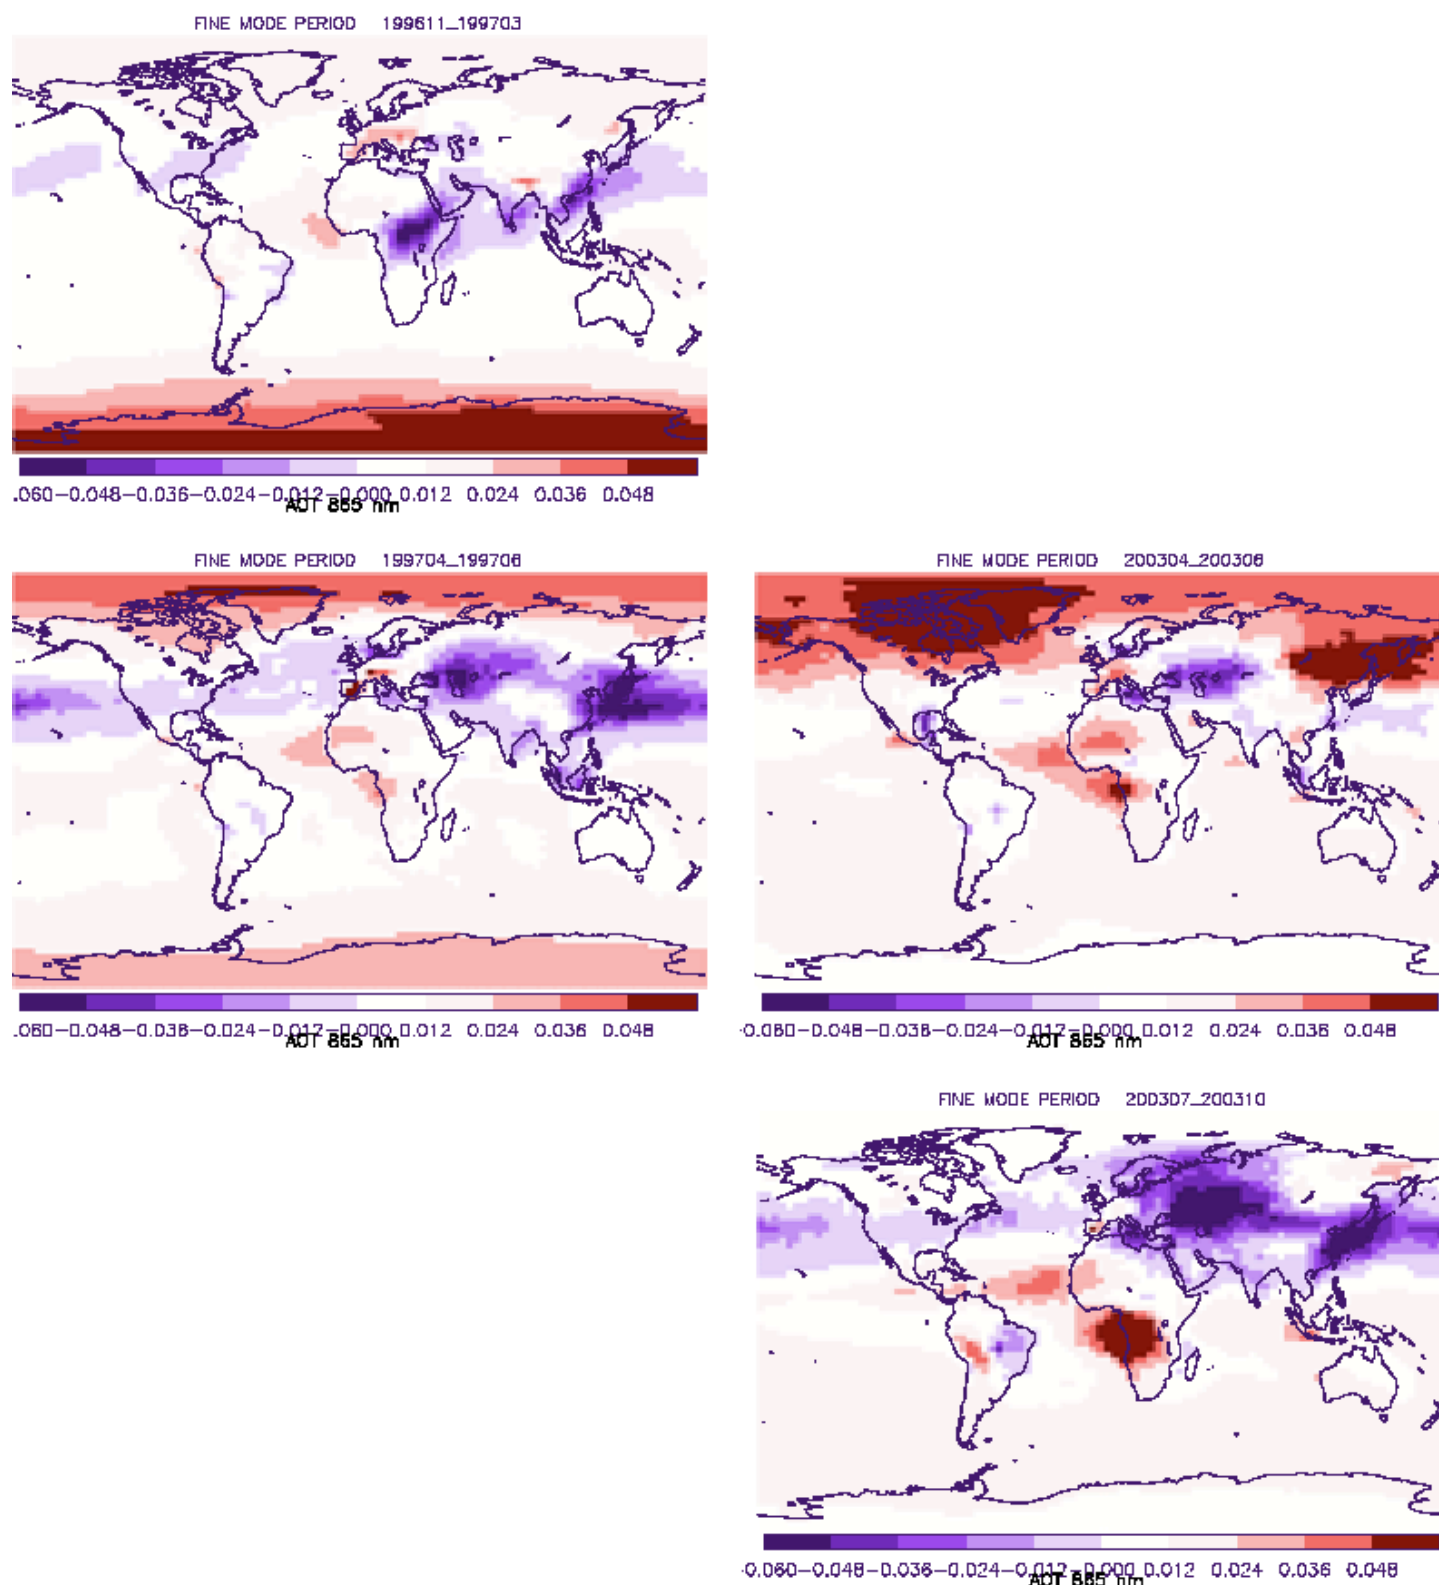 FINE MODE PERIOD 199611_199703
.060-0.048-0.036-0.024-0.012-0.000 0.012 0.024 0.036 0.048
AOT 865 nm
FINE MODE PERIOD 199704_199706
FINE MODE PERIOD 200304_200306
.060-0.048-0.036-0.024-0.012-0.000 0.012 0.024 0.036 0.048
-0.060-0.048-0.036-0.024-0.012-0.000 0.012 0.024 0.036 0.048
AOT 865 nm
AOT 865 nm
FINE MODE PERIOD 200307_200310
-0.060-0.048-0.036-0.024-0.012-0.000 0.012 0.024 0.036 0.048
AOT 865 nm